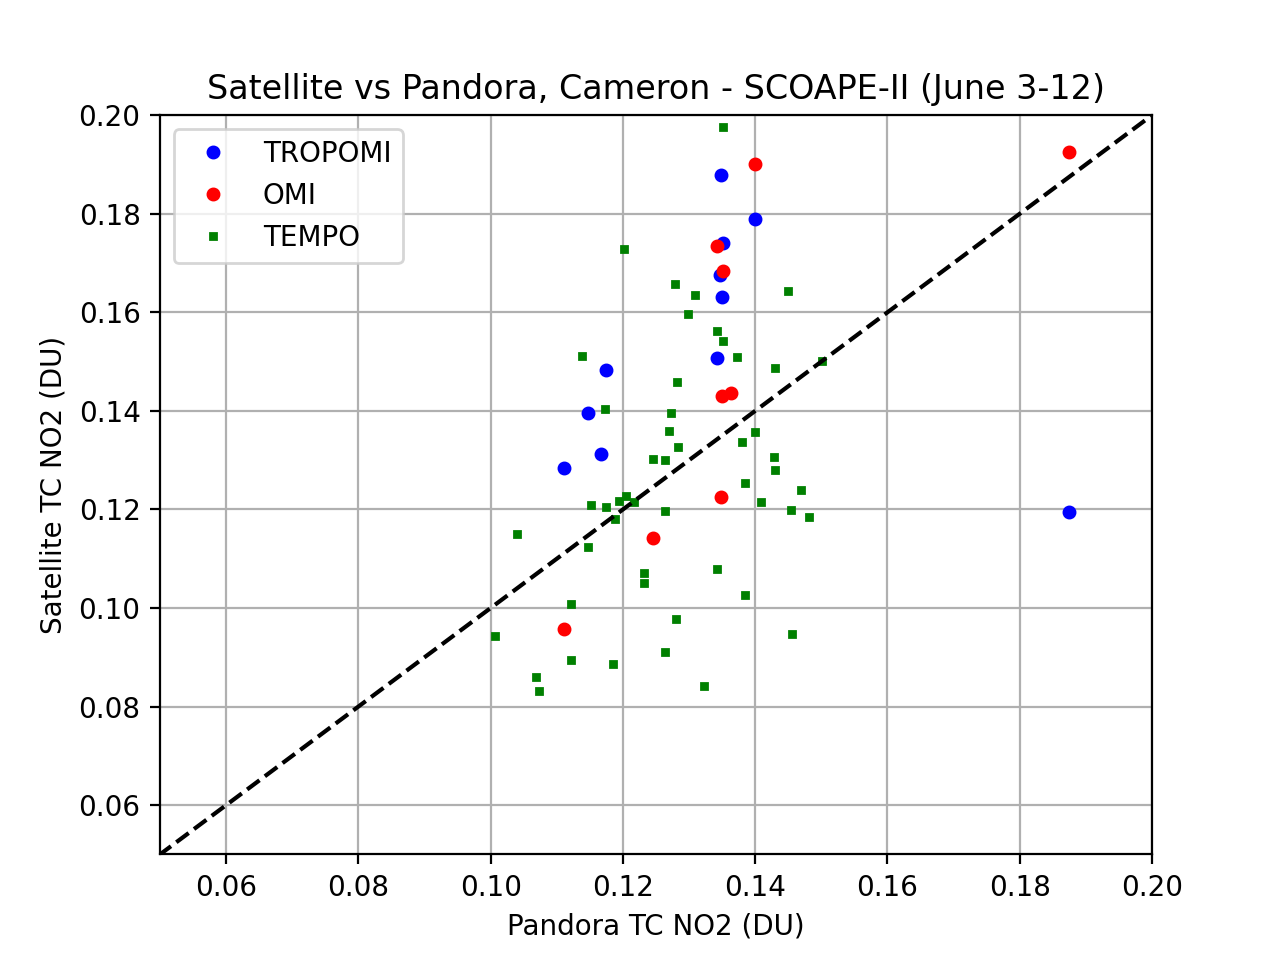 Satellite vs Pandora, Cameron - SCOAPE-II (June 3-12)
0.20
0.18
0.16
0.14
0.12
0.10
0.08
0.06
Satellite TC NO2 (DU)
TROPOMI
OMI
TEMPO
0.06 0.08 0.10 0.12 0.14 0.16 0.18 0.20
Pandora TC NO2 (DU)